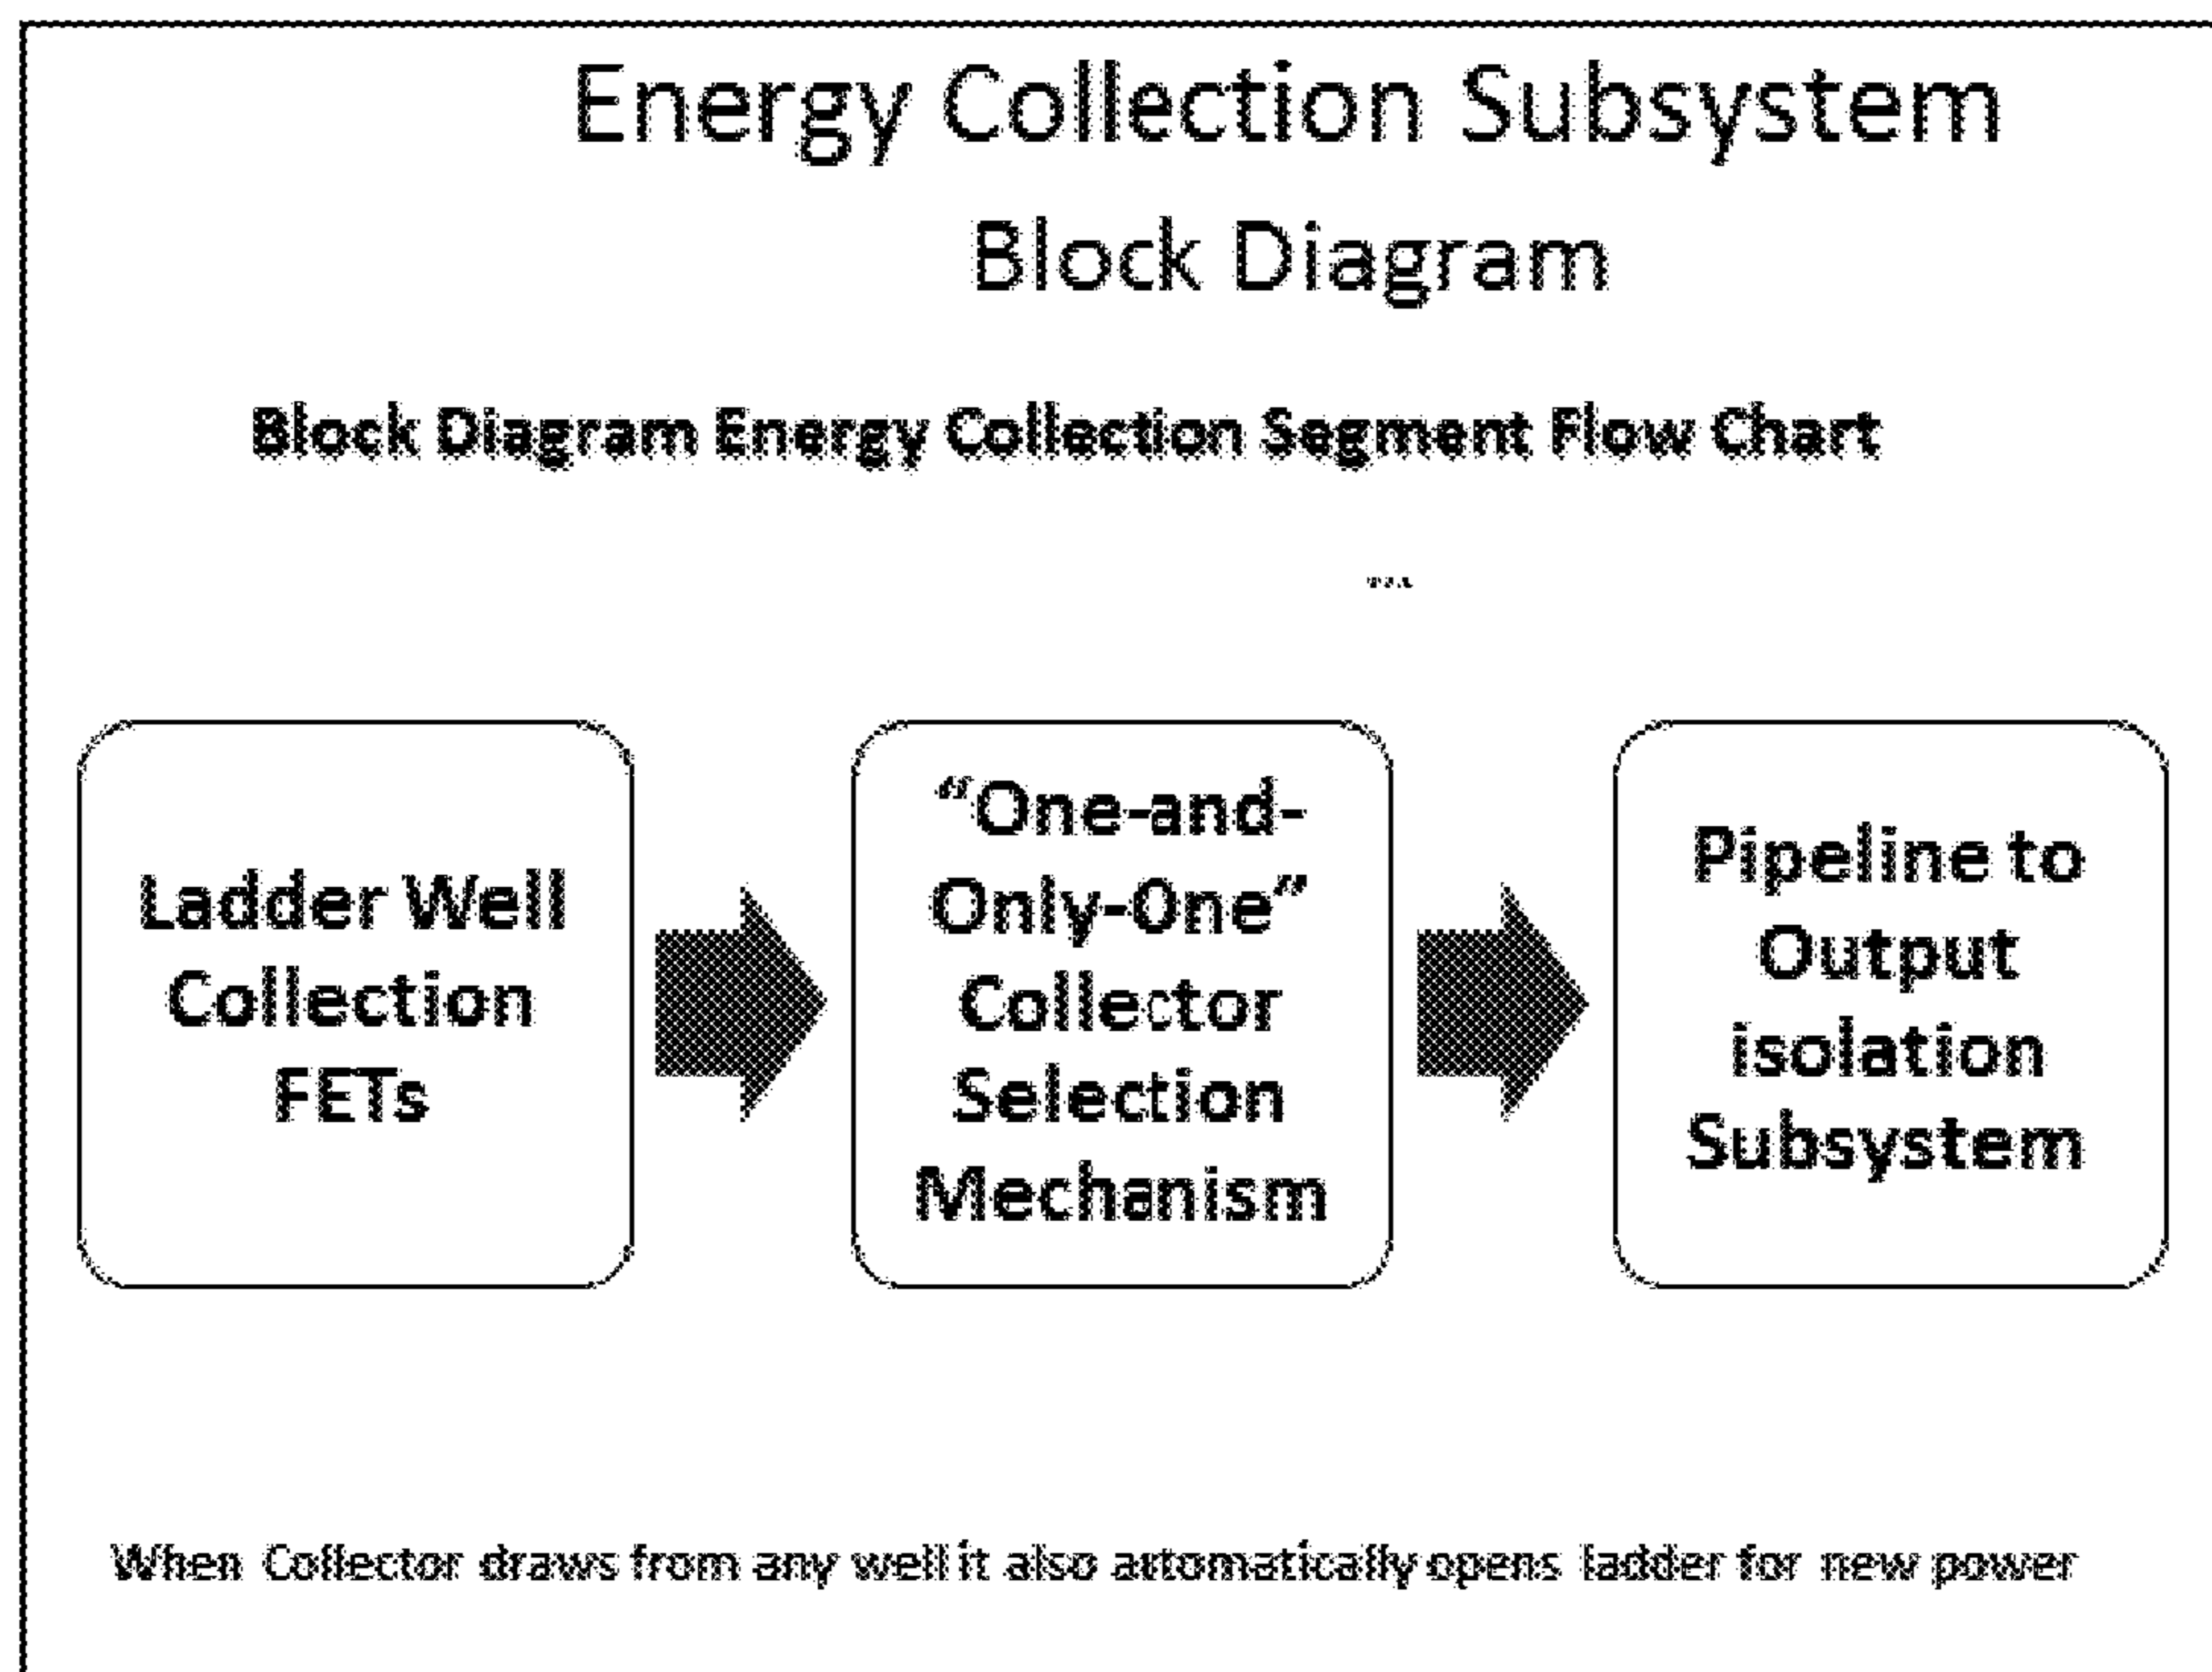 Energy Collection Subsystem
Block Diagram
Block Diagram Energy Collection Segment Flow Chart
Ladder Well
Collection
FETs
“One-and-
Only-One”
Collector
Selection
Mechanism
Pipeline to
Output
isolation
Subsystem
When Collector draws from any well it also automatically opens ladder for new power